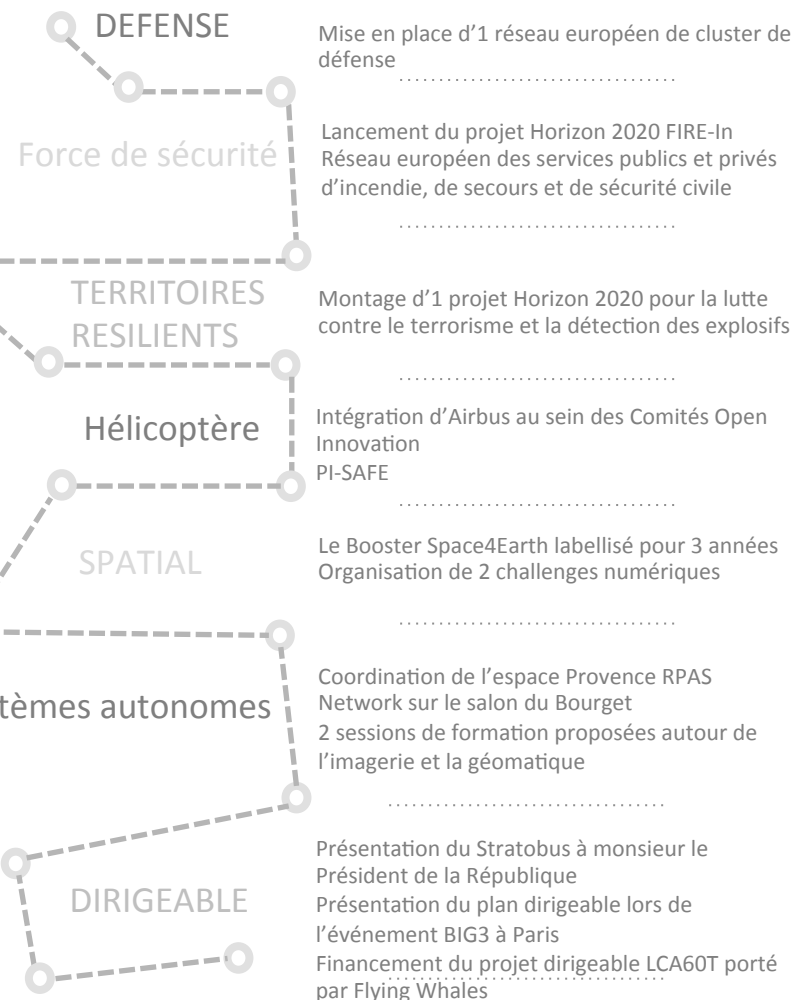 DEFENSE
Mise en place d’1 réseau européen de cluster de
défense
Force de sécurité
Lancement du projet Horizon 2020 FIRE-In
Réseau européen des services publics et privés
d’incendie, de secours et de sécurité civile
TERRITOIRES
RESILIENTS
Montage d’1 projet Horizon 2020 pour la lutte
contre le terrorisme et la détection des explosifs
Hélicoptère
Intégration d’Airbus au sein des Comités Open
Innovation
PI-SAFE
SPATIAL
Le Booster Space4Earth labellisé pour 3 années
Organisation de 2 challenges numériques
tèmes autonomes
Coordination de l’espace Provence RPAS
Network sur le salon du Bourget
2 sessions de formation proposées autour de
l’imagerie et la géomatique
DIRIGEABLE
Présentation du Stratobus à monsieur le
Président de la République
Présentation du plan dirigeable lors de
l’événement BIG3 à Paris
Financement du projet dirigeable LCA60T porté
par Flying Whales